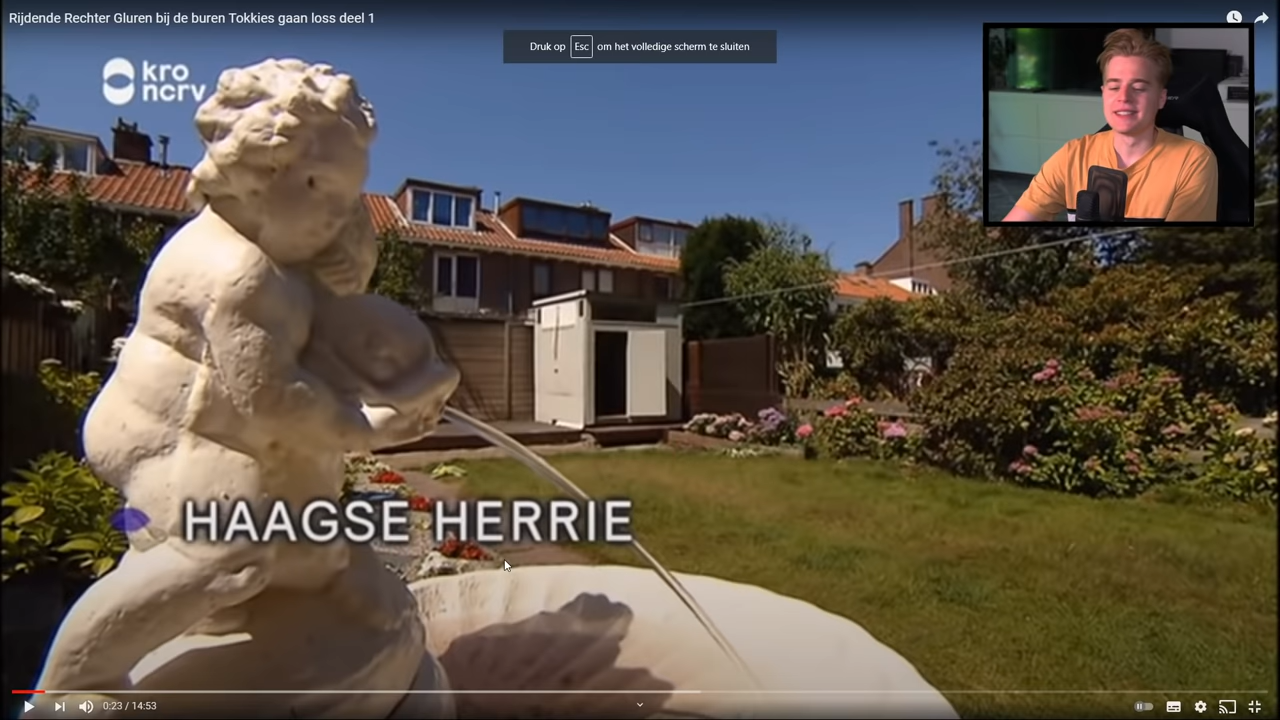 Rijdende Rechter Gluren bij de buren Tokkies gaan loss deel 1
Druk op Esc om het volledige scherm te sluiten
kro
ncrv
HAAGSE HERRIE
0:23 / 14:53